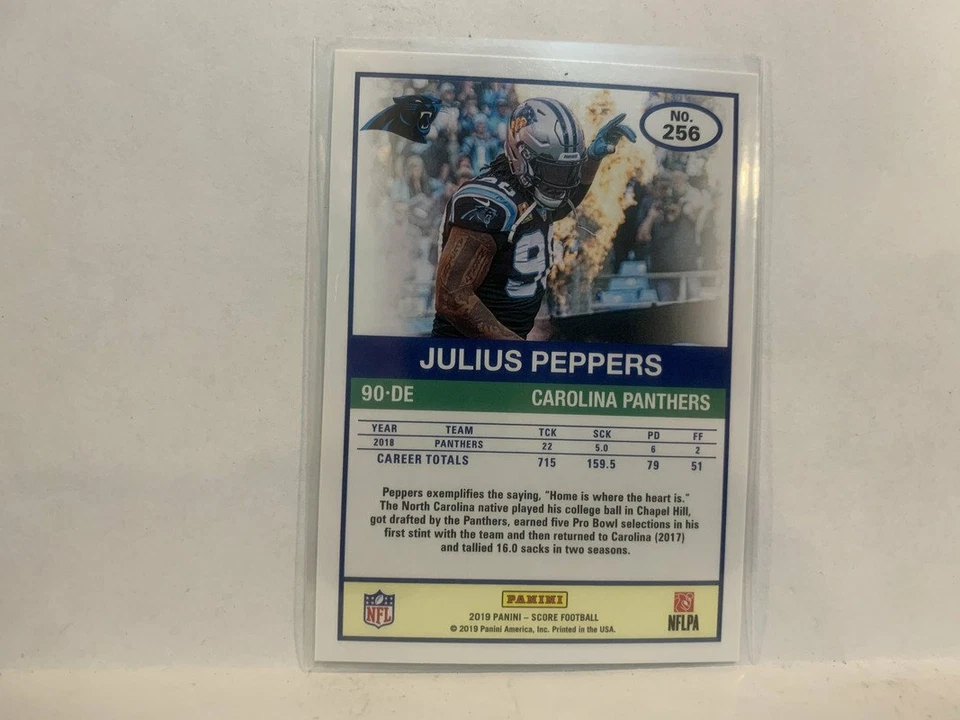 No.
256
90
9
JULIUS PEPPERS
90·DE CAROLINA PANTHERS
YEAR TEAM TCK SCK PD FF
2018 PANTHERS 22 5.0 6 2
CAREER TOTALS 715 159.5 79 51
Peppers exemplifies the saying, "Home is where the heart is."
The North Carolina native played his college ball in Chapel Hill,
got drafted by the Panthers, earned five Pro Bowl selections in his
first stint with the team and then returned to Carolina (2017)
and tallied 16.0 sacks in two seasons.
NFL
PANINI
2019 PANINI – SCORE FOOTBALL
© 2019 Panini America, Inc. Printed in the USA.
NFLPA